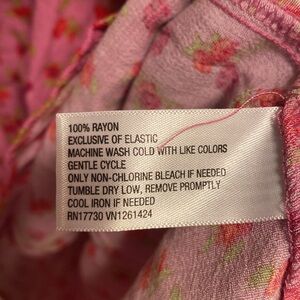 100% RAYON
EXCLUSIVE OF ELASTIC
MACHINE WASH COLD WITH LIKE COLORS
GENTLE CYCLE
ONLY NON-CHLORINE BLEACH IF NEEDED
TUMBLE DRY LOW, REMOVE PROMPTLY
COOL IRON IF NEEDED
RN17730 VN1261424